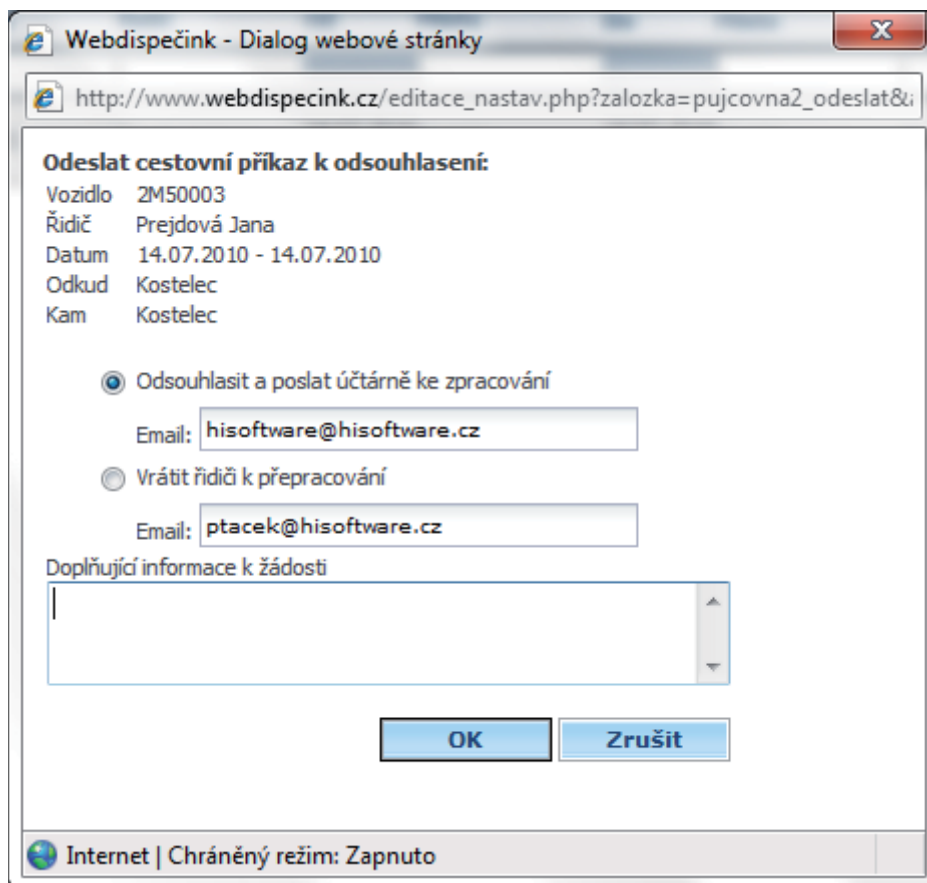 Webdispečink - Dialog webové stránky
http://www.webdispecink.cz/editace_nastav.php?zalozka=pujcovna2_odeslat&
Odeslat cestovní příkaz k odsouhlasení:
Vozidlo 2M50003
Řidič Prejdová Jana
Datum 14.07.2010 - 14.07.2010
Odkud Kostelec
Kam Kostelec
Odsouhlasit a poslat účtárně ke zpracování
Email: hisoftware@hisoftware.cz
Vrátit řidiči k přepracování
Email: ptacek@hisoftware.cz
Doplňující informace k žádosti
OK Zrušit
Internet | Chráněný režim: Zapnuto